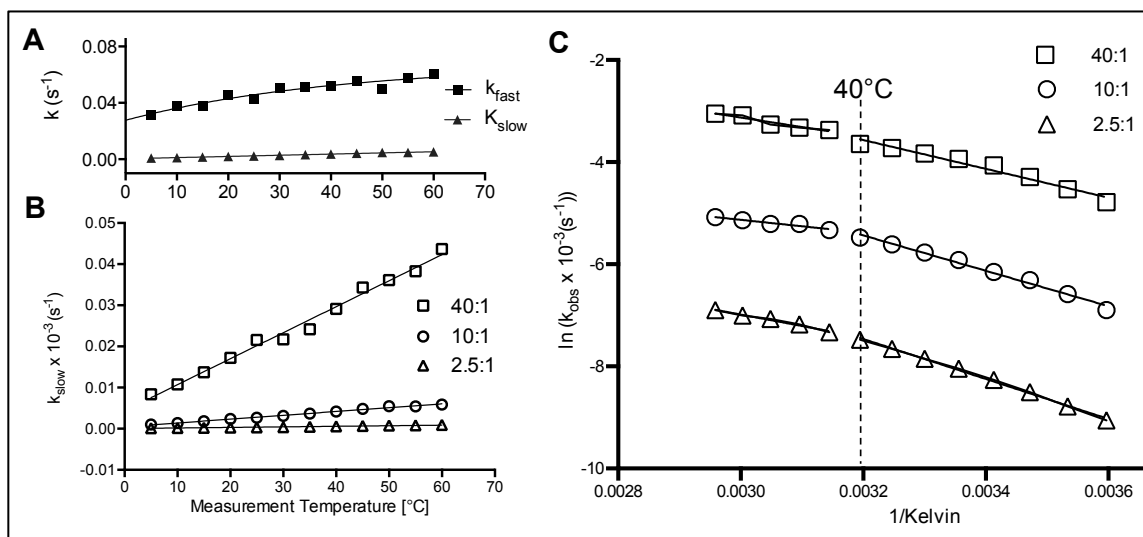 A
k (s-1)
0.08
0.04
0.00
0 10 20 30 40 50 60 70
kfast
Kslow
B
kslow x 10-3(s-1)
0.05
0.04
0.03
0.02
0.01
0.00
-0.01
0 10 20 30 40 50 60 70
40:1
10:1
2.5:1
Measurement Temperature [°C]
C
ln (kobs x 10-3(s-1)
-2
-4
-6
-8
-10
40°C
40:1
10:1
2.5:1
0.0028 0.0030 0.0032 0.0034 0.0036
1/Kelvin